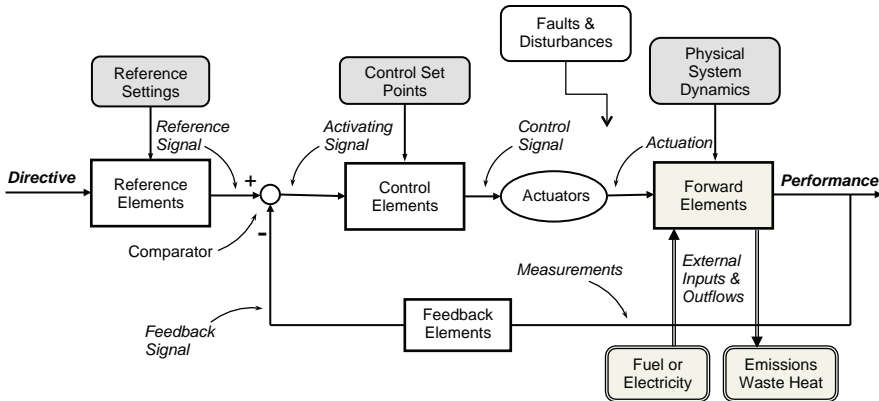 Faults &
Disturbances
Reference
Settings
Control Set
Points
Physical
System
Dynamics
Reference
Signal
Activating
Signal
Control
Signal
Actuation
Directive
Reference
Elements
+
-
Comparator
Control
Elements
Actuators
Forward
Elements
Performance
Measurements
External
Inputs &
Outflows
Feedback
Signal
Feedback
Elements
Fuel or
Electricity
Emissions
Waste Heat